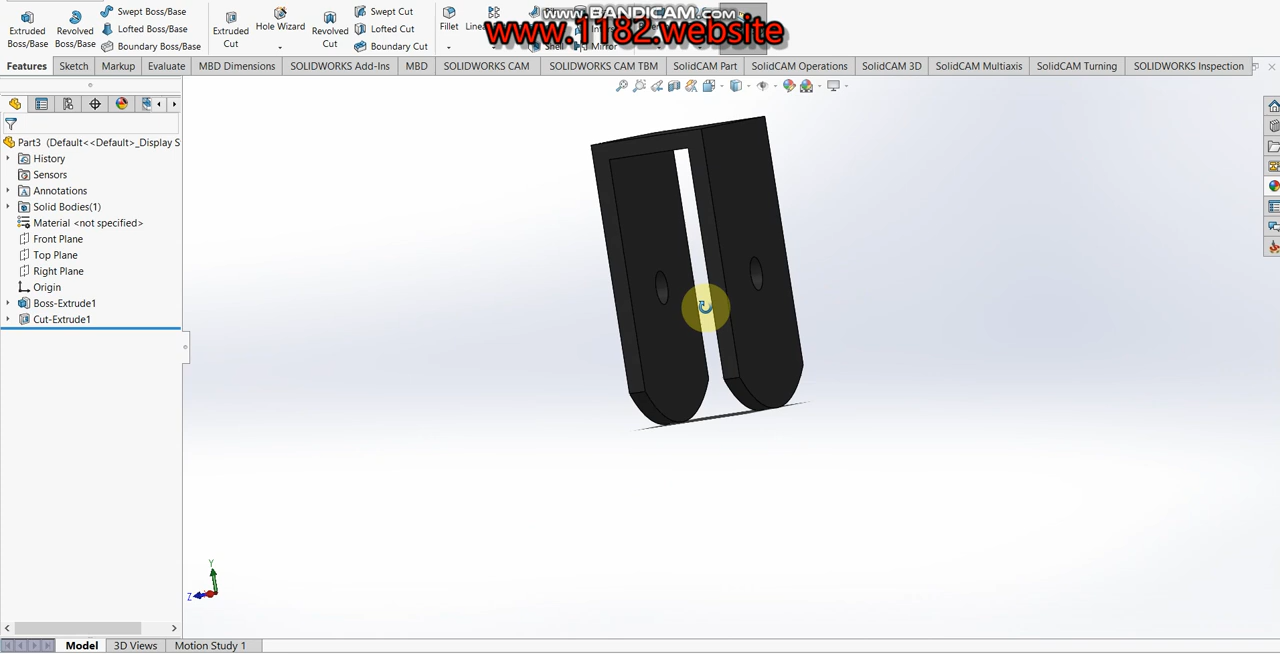 www.BANDICAM.com
www.1182.website
Extruded Boss/Base
Revolved Boss/Base
Swept Boss/Base
Lofted Boss/Base
Boundary Boss/Base
Extruded Cut
Hole Wizard
Revolved Cut
Swept Cut
Lofted Cut
Boundary Cut
Fillet
Shell
Mirror
Features Sketch Markup Evaluate MBD Dimensions SOLIDWORKS Add-Ins MBD SOLIDWORKS CAM SOLIDWORKS CAM TBM SolidCAM Part SolidCAM Operations SolidCAM 3D SolidCAM Multiaxis SolidCAM Turning SOLIDWORKS Inspection
Part3 (Default<<Default>_Display S
History
Sensors
Annotations
Solid Bodies(1)
Material <not specified>
Front Plane
Top Plane
Right Plane
Origin
Boss-Extrude1
Cut-Extrude1
Y
Z
Model 3D Views Motion Study 1